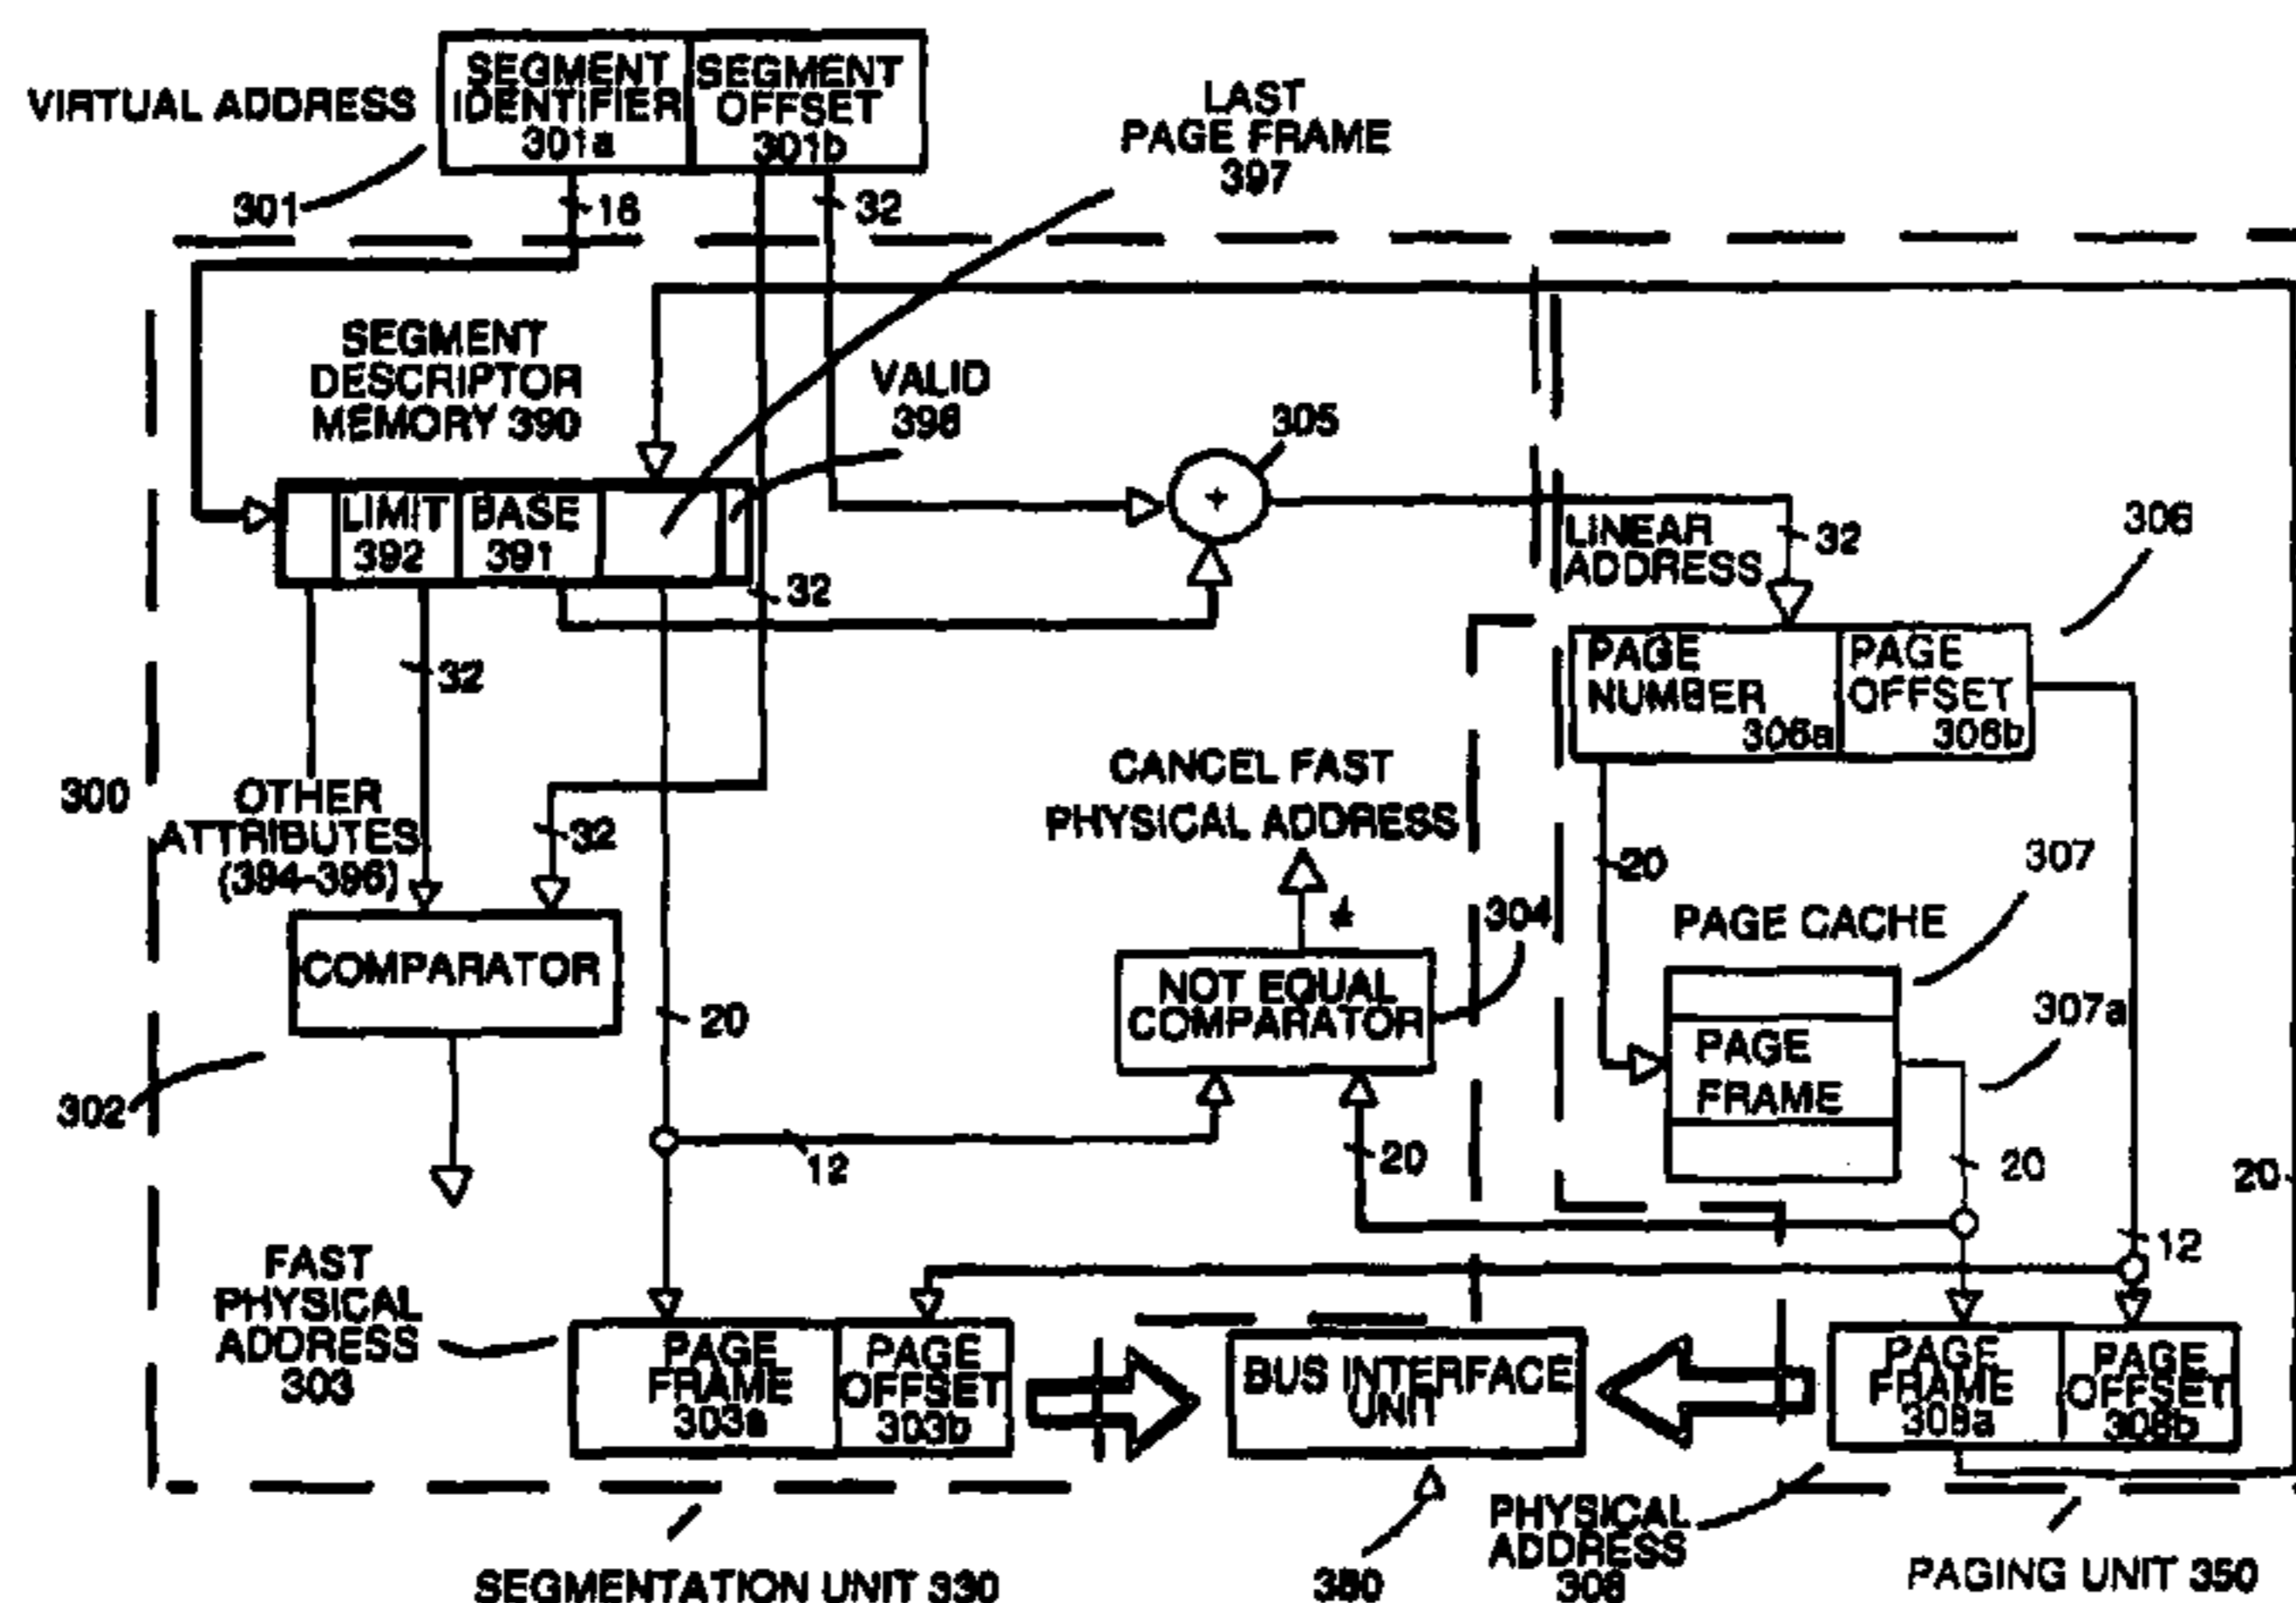 VIRTUAL ADDRESS
301
SEGMENT
IDENTIFIER
301a
SEGMENT
OFFSET
301b
16
32
LAST
PAGE FRAME
397
SEGMENT
DESCRIPTOR
MEMORY 390
VALID
398
305
LIMIT
392
BASE
391
+
32
LINEAR
ADDRESS
32
306
32
PAGE
NUMBER
306a
PAGE
OFFSET
306b
300
OTHER
ATTRIBUTES
(394-396)
32
CANCEL FAST
PHYSICAL ADDRESS
20
307
PAGE CACHE
304
COMPARATOR
NOT EQUAL
COMPARATOR
20
307a
PAGE
FRAME
302
12
20
20
20
12
FAST
PHYSICAL
ADDRESS
303
PAGE
FRAME
303a
PAGE
OFFSET
303b
BUS INTERFACE
UNIT
PAGE
FRAME
308a
PAGE
OFFSET
308b
SEGMENTATION UNIT 330
380
PHYSICAL
ADDRESS
308
PAGING UNIT 350